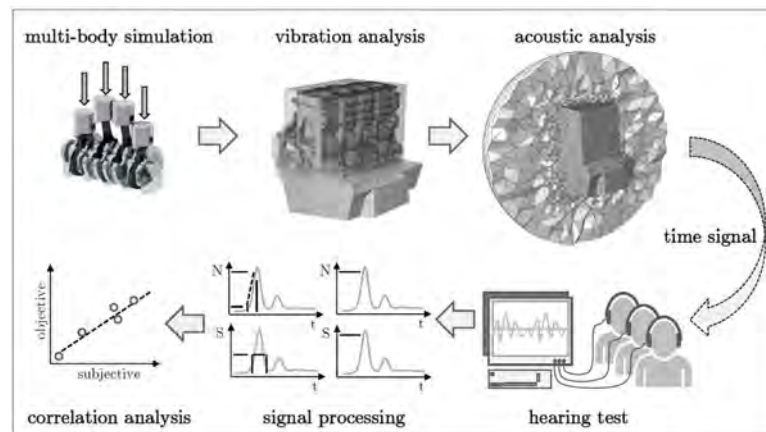 multi-body simulation
vibration analysis
acoustic analysis
time signal
objective
subjective
N
t
N
t
S
t
S
t
correlation analysis
signal processing
hearing test